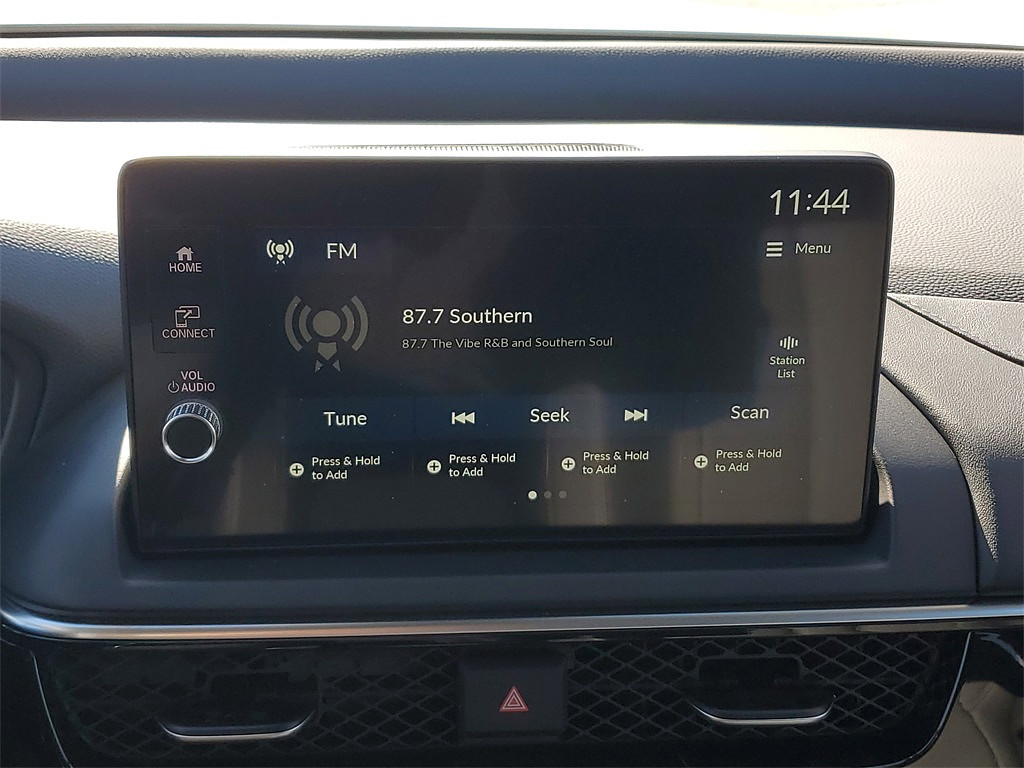 11:44
HOME
FM
Menu
87.7 Southern
CONNECT
87.7 The Vibe R&B and Southern Soul
Station
List
VOL
AUDIO
Tune
Seek
Scan
Press & Hold
to Add
Press & Hold
to Add
Press & Hold
to Add
Press & Hold
to Add